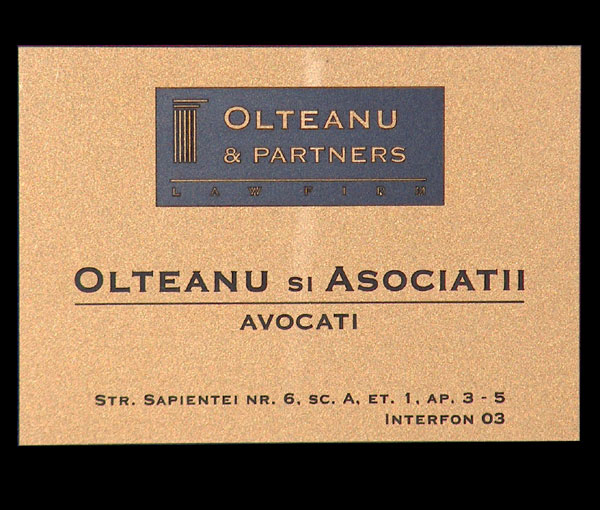 OLTEANU
& PARTNERS
LAW FIRM
OLTEANU SI ASOCIATII
AVOCATI
STR. SAPIENTEI NR. 6, SC. A, ET. 1, AP. 3 - 5
INTERFON 03